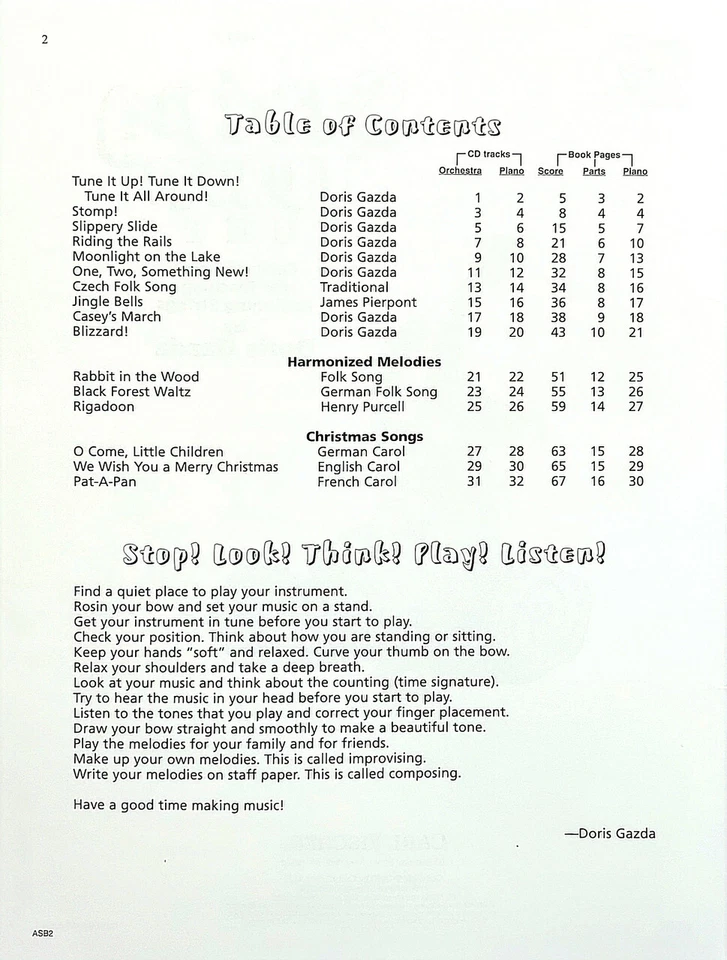 2
Table of Contents
CD tracks Book Pages
Orchestra Piano Score Parts Piano
Tune It Up! Tune It Down!
Tune It All Around! Doris Gazda 1 2 5 3 2
Stomp! Doris Gazda 3 4 8 4 4
Slippery Slide Doris Gazda 5 6 15 5 7
Riding the Rails Doris Gazda 7 8 21 6 10
Moonlight on the Lake Doris Gazda 9 10 28 7 13
One, Two, Something New! Doris Gazda 11 12 32 8 15
Czech Folk Song Traditional 13 14 34 8 16
Jingle Bells James Pierpont 15 16 36 8 17
Casey's March Doris Gazda 17 18 38 9 18
Blizzard! Doris Gazda 19 20 43 10 21
Harmonized Melodies
Rabbit in the Wood Folk Song 21 22 51 12 25
Black Forest Waltz German Folk Song 23 24 55 13 26
Rigadoon Henry Purcell 25 26 59 14 27
Christmas Songs
O Come, Little Children German Carol 27 28 63 15 28
We Wish You a Merry Christmas English Carol 29 30 65 15 29
Pat-A-Pan French Carol 31 32 67 16 30
Stop! Look! Think! Play! Listen!
Find a quiet place to play your instrument.
Rosin your bow and set your music on a stand.
Get your instrument in tune before you start to play.
Check your position. Think about how you are standing or sitting.
Keep your hands "soft" and relaxed. Curve your thumb on the bow.
Relax your shoulders and take a deep breath.
Look at your music and think about the counting (time signature).
Try to hear the music in your head before you start to play.
Listen to the tones that you play and correct your finger placement.
Draw your bow straight and smoothly to make a beautiful tone.
Play the melodies for your family and for friends.
Make up your own melodies. This is called improvising.
Write your melodies on staff paper. This is called composing.
Have a good time making music!
—Doris Gazda
ASB2